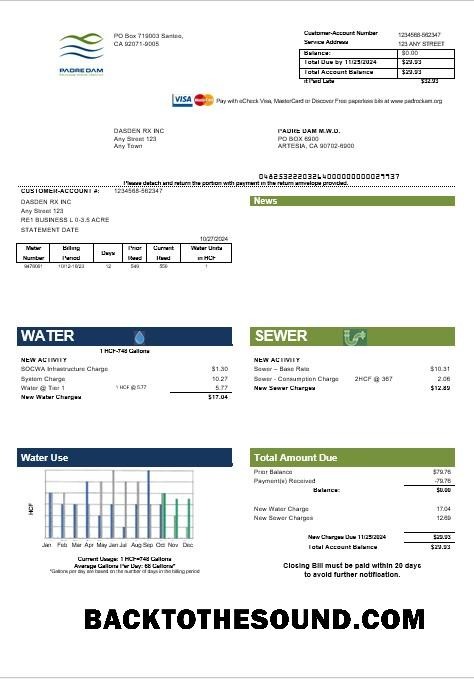 PO Box 719003 Santee,
CA 92071-9005
PADRE DAM
Customer-Account Number 1234568-562347
Service Address 123 ANY STREET
Balance: $0.00
Total Due by 11/25/2024 $29.93
Total Account Balance $29.93
if Paid Late $32.93
VISA MasterCard Pay with eCheck Visa, MasterCard or Discover Free paperless bils at www.padrockam.org
DASDEN RX INC
Any Street 123
Any Town
PADRE DAM M.W.D.
PO BOX 6900
ARTESIA, CA 90702-6900
Please detach and return the portion with payment in the return envelope provided.
CUSTOMER-ACCOUNT #: 1234568-562347
DASDEN RX INC
Any Street 123
RE1 BUSINESS L 0-3.5 ACRE
STATEMENT DATE
10/27/2024
News
Meter Number Billing Period Days Prior Reed Current Reed Water Units in HCF
10/12-10/23 12 549 550 1
WATER
1 HCF-748 Gallons
NEW ACTIVITY
SOCWA Infrastructure Charge $1.30
System Charge 10.27
Water @ Tier 1 1 HCF @ 5.77 5.77
New Water Charges $17.04
SEWER
NEW ACTIVITY
Sewer – Base Rate $10.31
Sewer - Consumption Charge 2HCF @ 367 2.06
New Sewer Charges $12.89
Water Use
HCF
Jan Feb Mar Apr May Jan Jul Aug Sep Oct Nov Dec
Current Usage: 1 HCF=748 Gallons
Average Gallons Per Day: 68 Gallons*
*Gallons per day are based on the number of days in the billing period
Total Amount Due
Prior Balance $79.76
Payment(s) Received -79.76
Balance: $0.00
New Water Charge 17.04
New Sewer Charges 12.69
New Charges Due 11/25/2024 $29.93
Total Account Balance $29.93
Closing Bill must be paid within 20 days
to avoid further notification.
BACKTOTHESOUND.COM